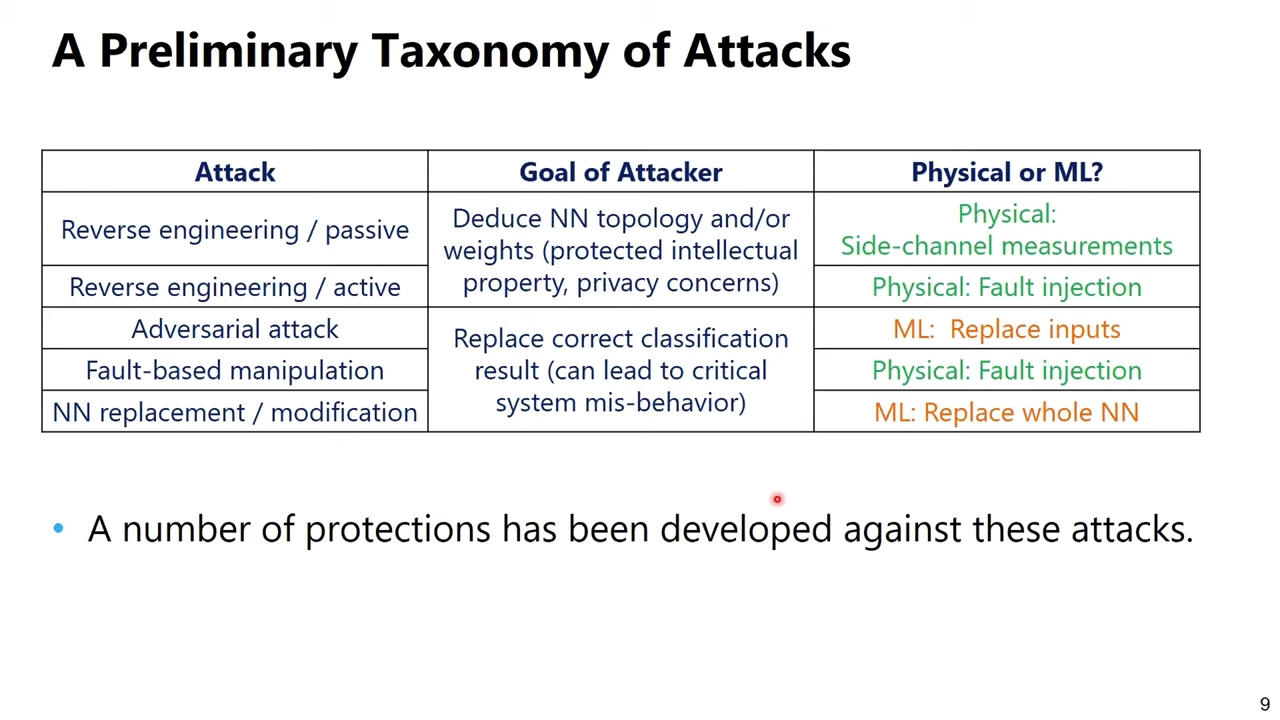 A Preliminary Taxonomy of Attacks
Attack
Goal of Attacker
Physical or ML?
Reverse engineering / passive
Deduce NN topology and/or
weights (protected intellectual
property, privacy concerns)
Physical:
Side-channel measurements
Reverse engineering / active
Physical: Fault injection
Adversarial attack
Replace correct classification
result (can lead to critical
system mis-behavior)
ML:  Replace inputs
Fault-based manipulation
Physical: Fault injection
NN replacement / modification
ML: Replace whole NN
• A number of protections has been developed against these attacks.
9